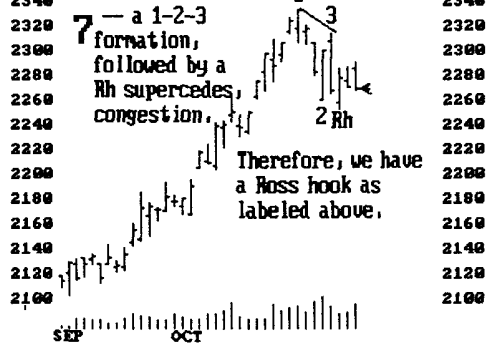 2340
2340
7 — a 1-2-3
formation,
followed by a
Rh supercedes,
congestion.
3
2 Rh
Therefore, we have
a Ross hook as
labeled above.
2320
2300
2280
2260
2240
2220
2200
2180
2160
2140
2120
2100
2320
2300
2280
2260
2240
2220
2200
2180
2160
2140
2120
2100
SEP
OCT